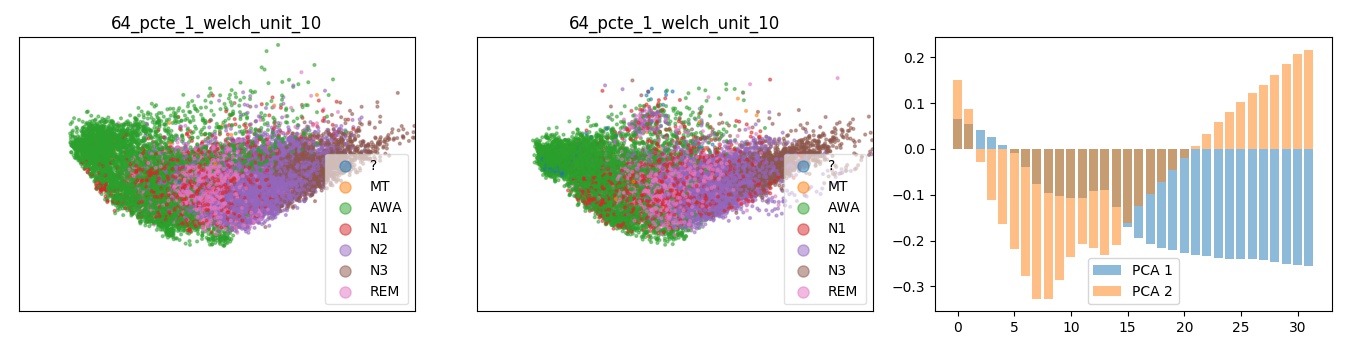 64_pcte_1_welch_unit_10
?
MT
AWA
N1
N2
N3
REM
64_pcte_1_welch_unit_10
?
MT
AWA
N1
N2
N3
REM
0.2
0.1
0.0
−0.1
−0.2
−0.3
PCA 1
PCA 2
0 5 10 15 20 25 30